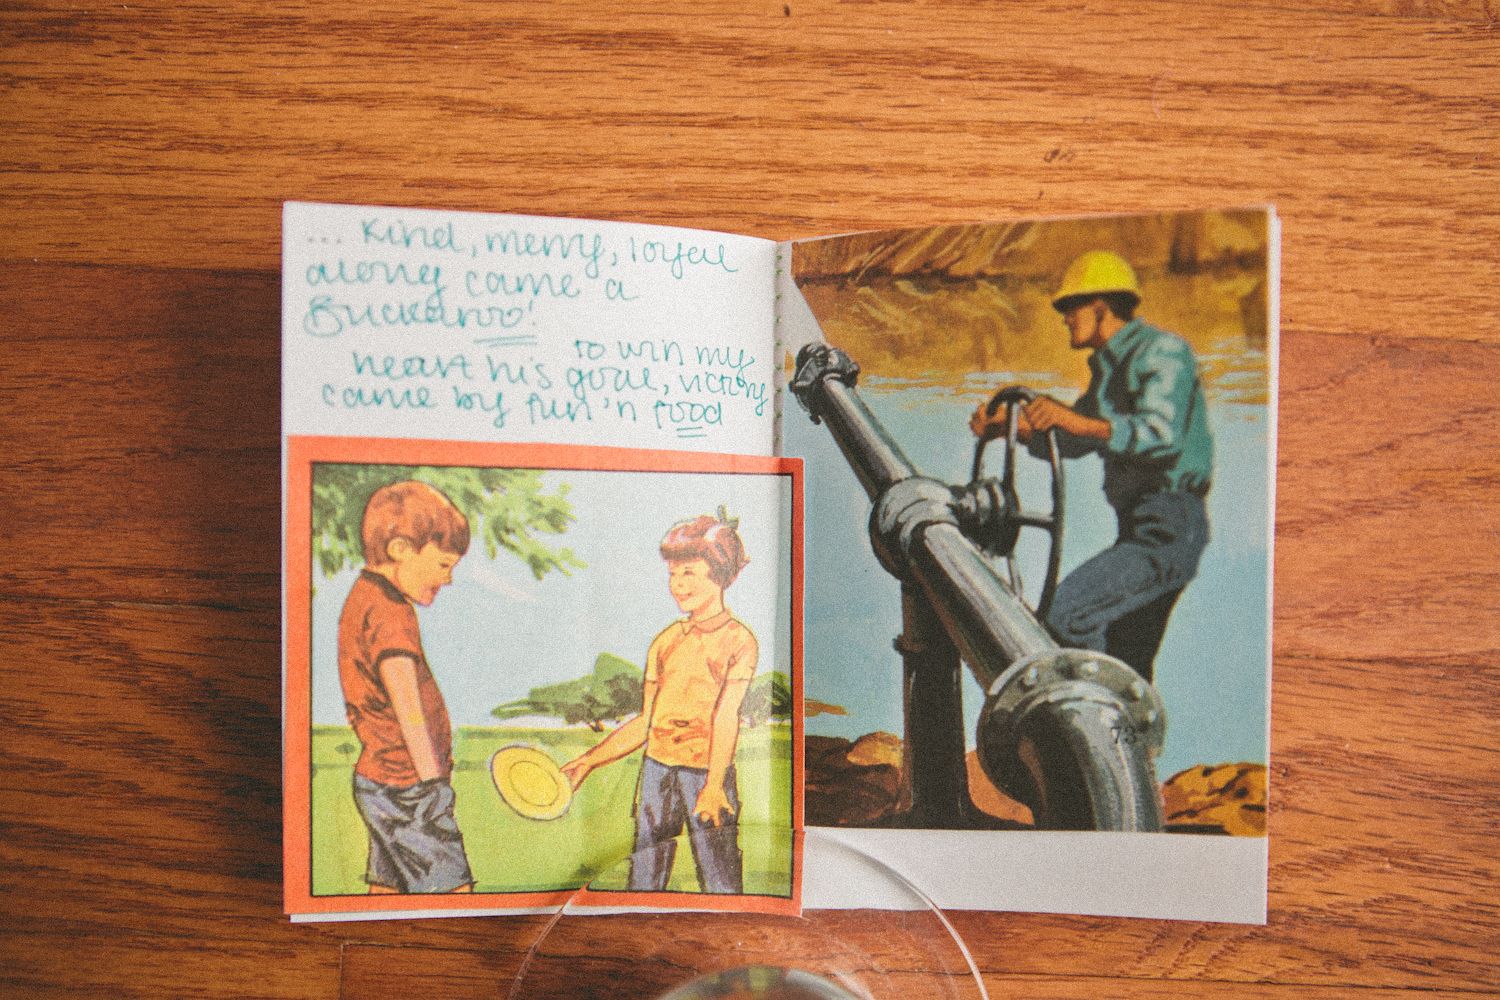 ... Kind, merry, loyal
along came a
Buckaroo!
to win my
heart his goal, victory
came by fun 'n food
73